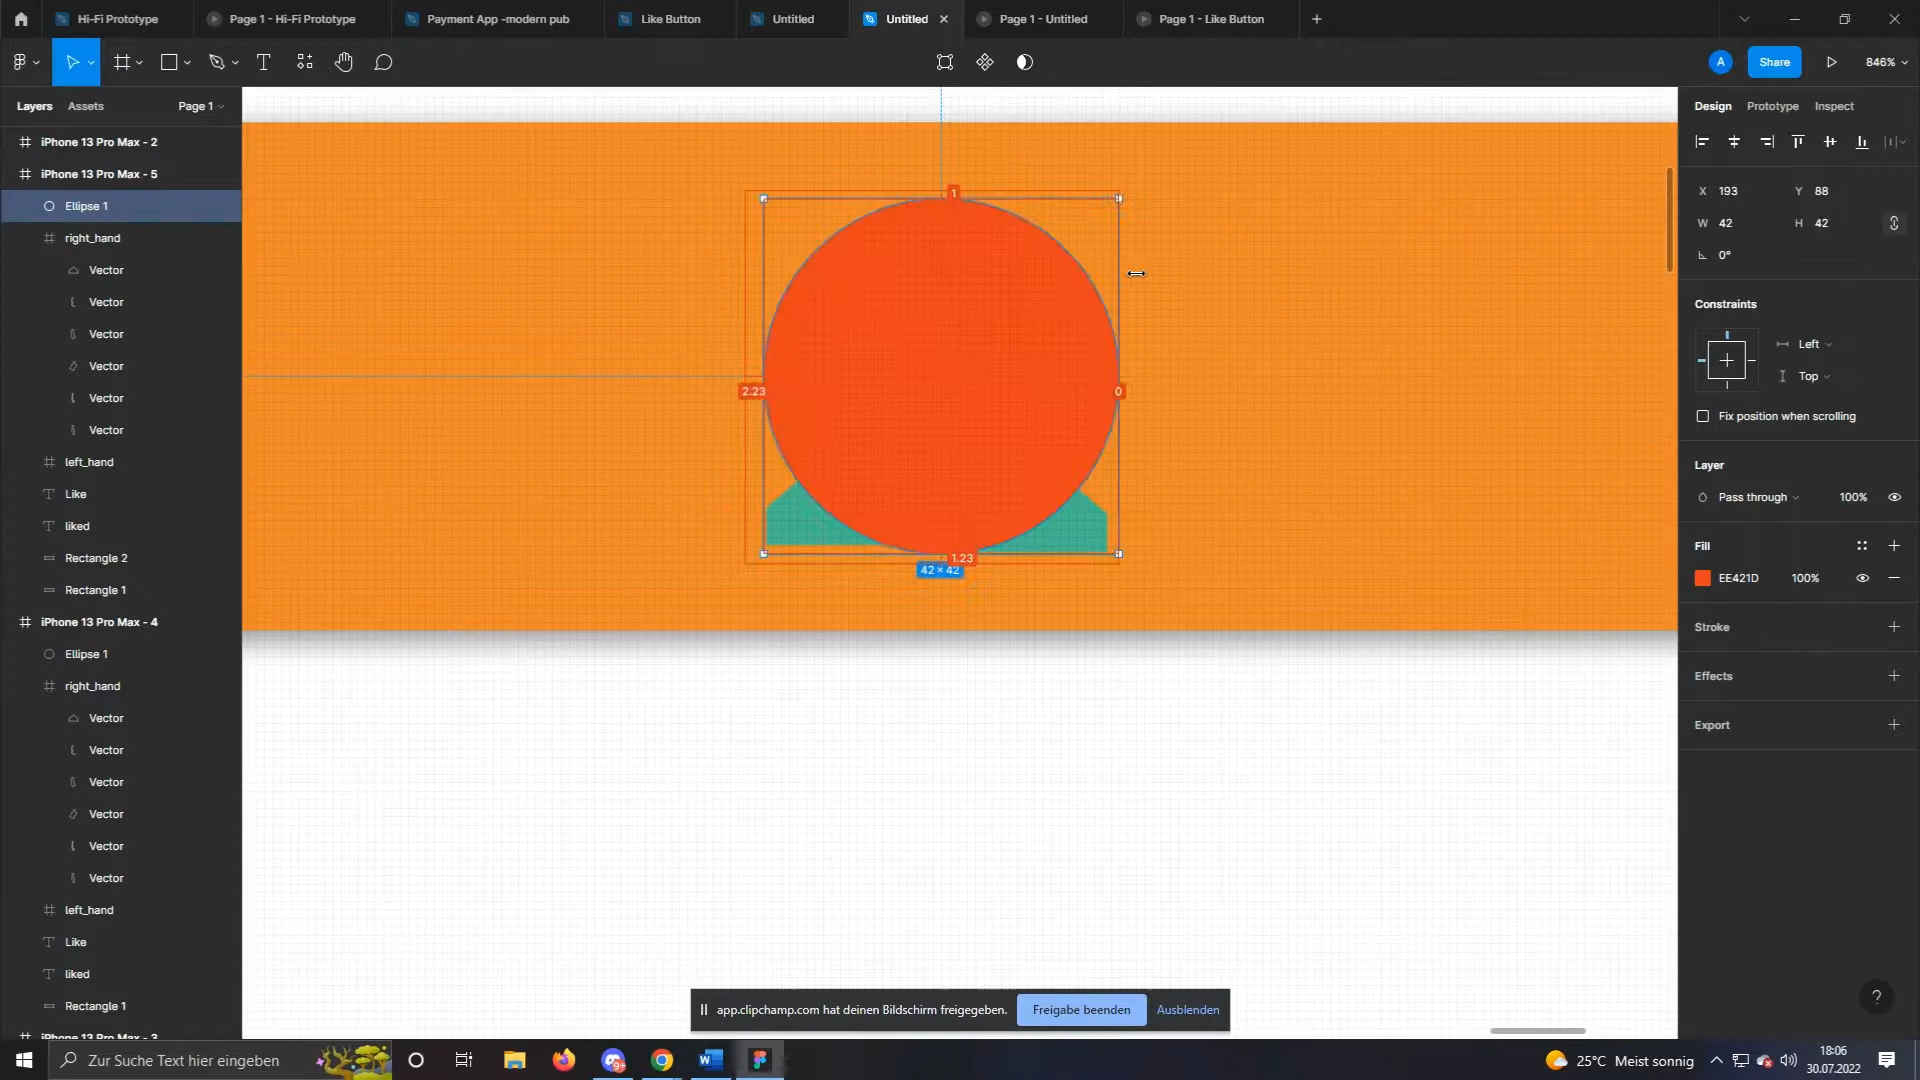 Hi-Fi Prototype
Page 1 - Hi-Fi Prototype
Payment App -modern pub
Like Button
Untitled
Untitled
Page 1 - Untitled
Page 1 - Like Button
A
Share
846%
Layers
Assets
Page 1
iPhone 13 Pro Max - 2
iPhone 13 Pro Max - 5
Ellipse 1
right_hand
Vector
Vector
Vector
Vector
Vector
Vector
left_hand
Like
liked
Rectangle 2
Rectangle 1
iPhone 13 Pro Max - 4
Ellipse 1
right_hand
Vector
Vector
Vector
Vector
Vector
Vector
left_hand
Like
liked
Rectangle 1
iPhone 13 Pro Max - 3
1
2.23
0
1.23
42 × 42
Design
Prototype
Inspect
X 193
Y 88
W 42
H 42
0°
Constraints
Left
Top
Fix position when scrolling
Layer
Pass through
100%
Fill
EE421D
100%
Stroke
Effects
Export
?
app.clipchamp.com hat deinen Bildschirm freigegeben.
Freigabe beenden
Ausblenden
Zur Suche Text hier eingeben
9+
25°C Meist sonnig
18:06
30.07.2022